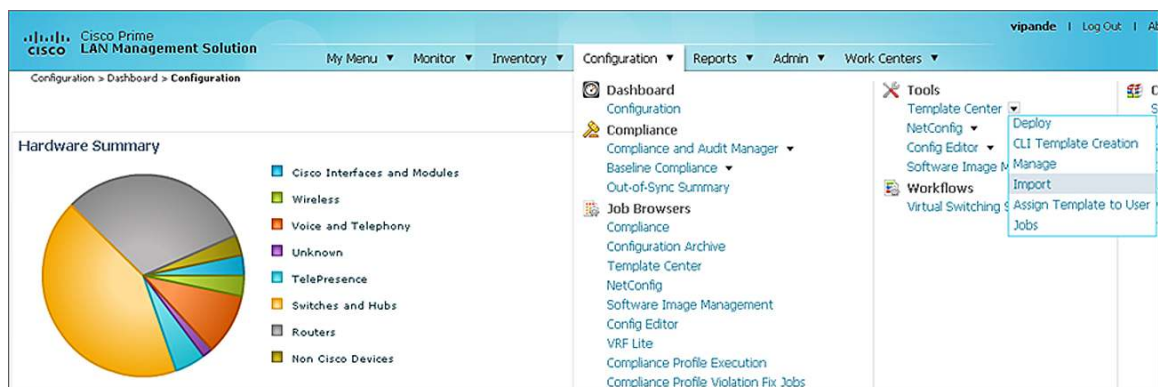 vipande | Log Out |
cisco Cisco Prime
LAN Management Solution
My Menu Monitor Inventory Configuration Reports Admin Work Centers
Configuration > Dashboard > Configuration
Hardware Summary
Cisco Interfaces and Modules
Wireless
Voice and Telephony
Unknown
TelePresence
Switches and Hubs
Routers
Non Cisco Devices
Dashboard
Configuration
Compliance
Compliance and Audit Manager
Baseline Compliance
Out-of-Sync Summary
Job Browsers
Compliance
Configuration Archive
Template Center
NetConfig
Software Image Management
Config Editor
VRF Lite
Compliance Profile Execution
Compliance Profile Violation Fix Jobs
Tools
Template Center
NetConfig
Config Editor
Software Image M
Workflows
Virtual Switching S
Deploy
CLI Template Creation
Manage
Import
Assign Template to User
Jobs